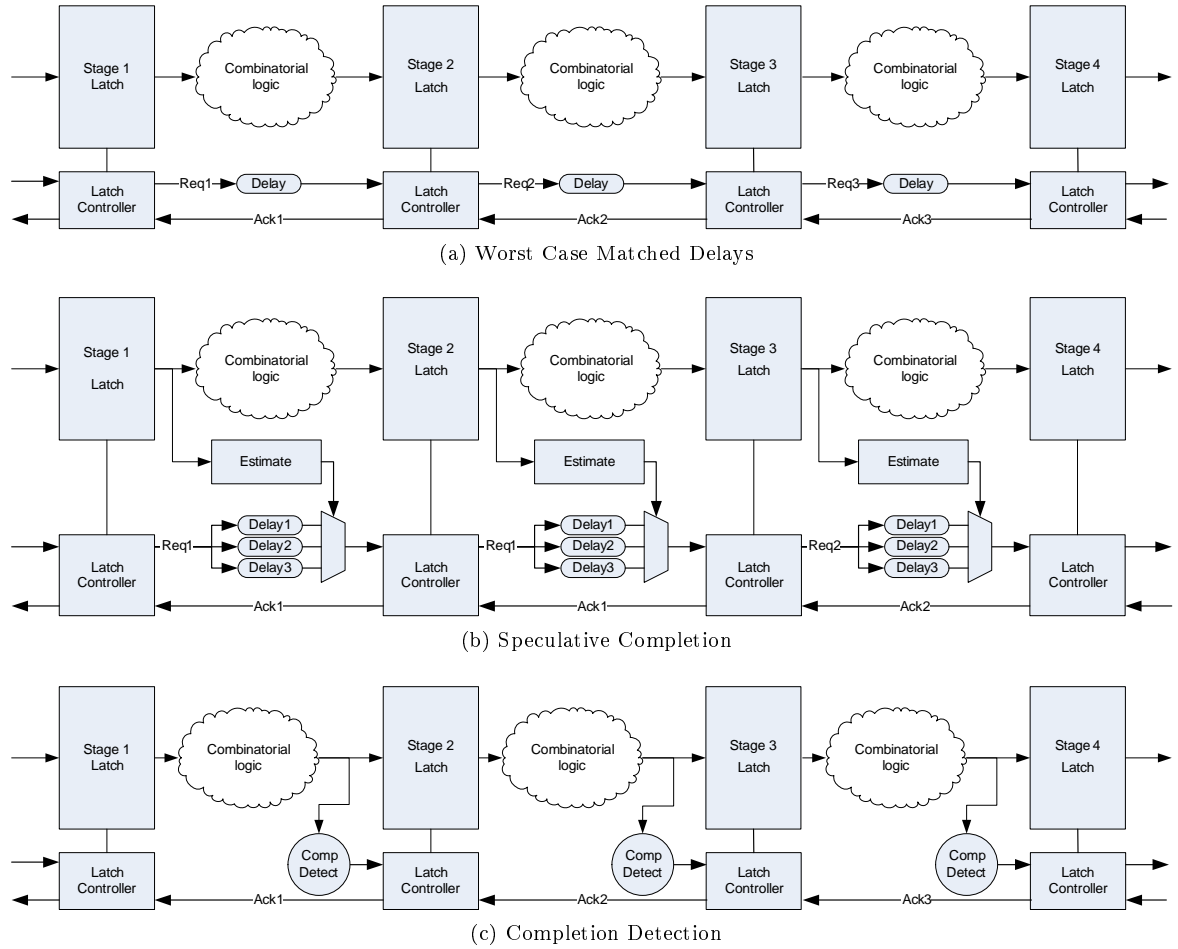 Stage 1
Latch
Combinatorial
logic
Stage 2
Latch
Combinatorial
logic
Stage 3
Latch
Combinatorial
logic
Stage 4
Latch
Latch
Controller
Req1
Delay
Latch
Controller
Req2
Delay
Latch
Controller
Req3
Delay
Latch
Controller
Ack1
Ack2
Ack3
(a) Worst Case Matched Delays
Stage 1
Latch
Combinatorial
logic
Stage 2
Latch
Combinatorial
logic
Stage 3
Latch
Combinatorial
logic
Stage 4
Latch
Estimate
Estimate
Estimate
Latch
Controller
Req1
Delay1
Delay2
Delay3
Latch
Controller
Req1
Delay1
Delay2
Delay3
Latch
Controller
Req2
Delay1
Delay2
Delay3
Latch
Controller
Ack1
Ack1
Ack2
(b) Speculative Completion
Stage 1
Latch
Combinatorial
logic
Stage 2
Latch
Combinatorial
logic
Stage 3
Latch
Combinatorial
logic
Stage 4
Latch
Latch
Controller
Comp
Detect
Latch
Controller
Comp
Detect
Latch
Controller
Comp
Detect
Latch
Controller
Ack1
Ack2
Ack3
(c) Completion Detection